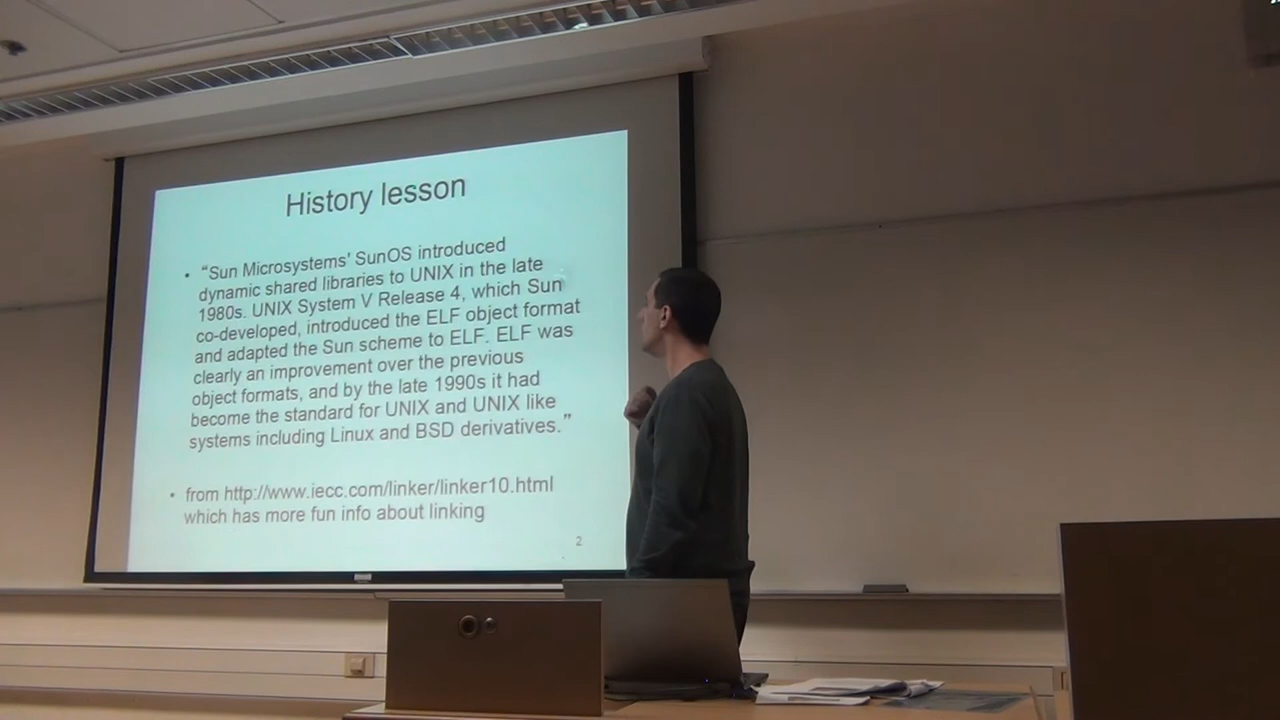 History lesson
• “Sun Microsystems' SunOS introduced
dynamic shared libraries to UNIX in the late
1980s. UNIX System V Release 4, which Sun
co-developed, introduced the ELF object format
and adapted the Sun scheme to ELF. ELF was
clearly an improvement over the previous
object formats, and by the late 1990s it had
become the standard for UNIX and UNIX like
systems including Linux and BSD derivatives.”
• from http://www.iecc.com/linker/linker10.html
which has more fun info about linking
2